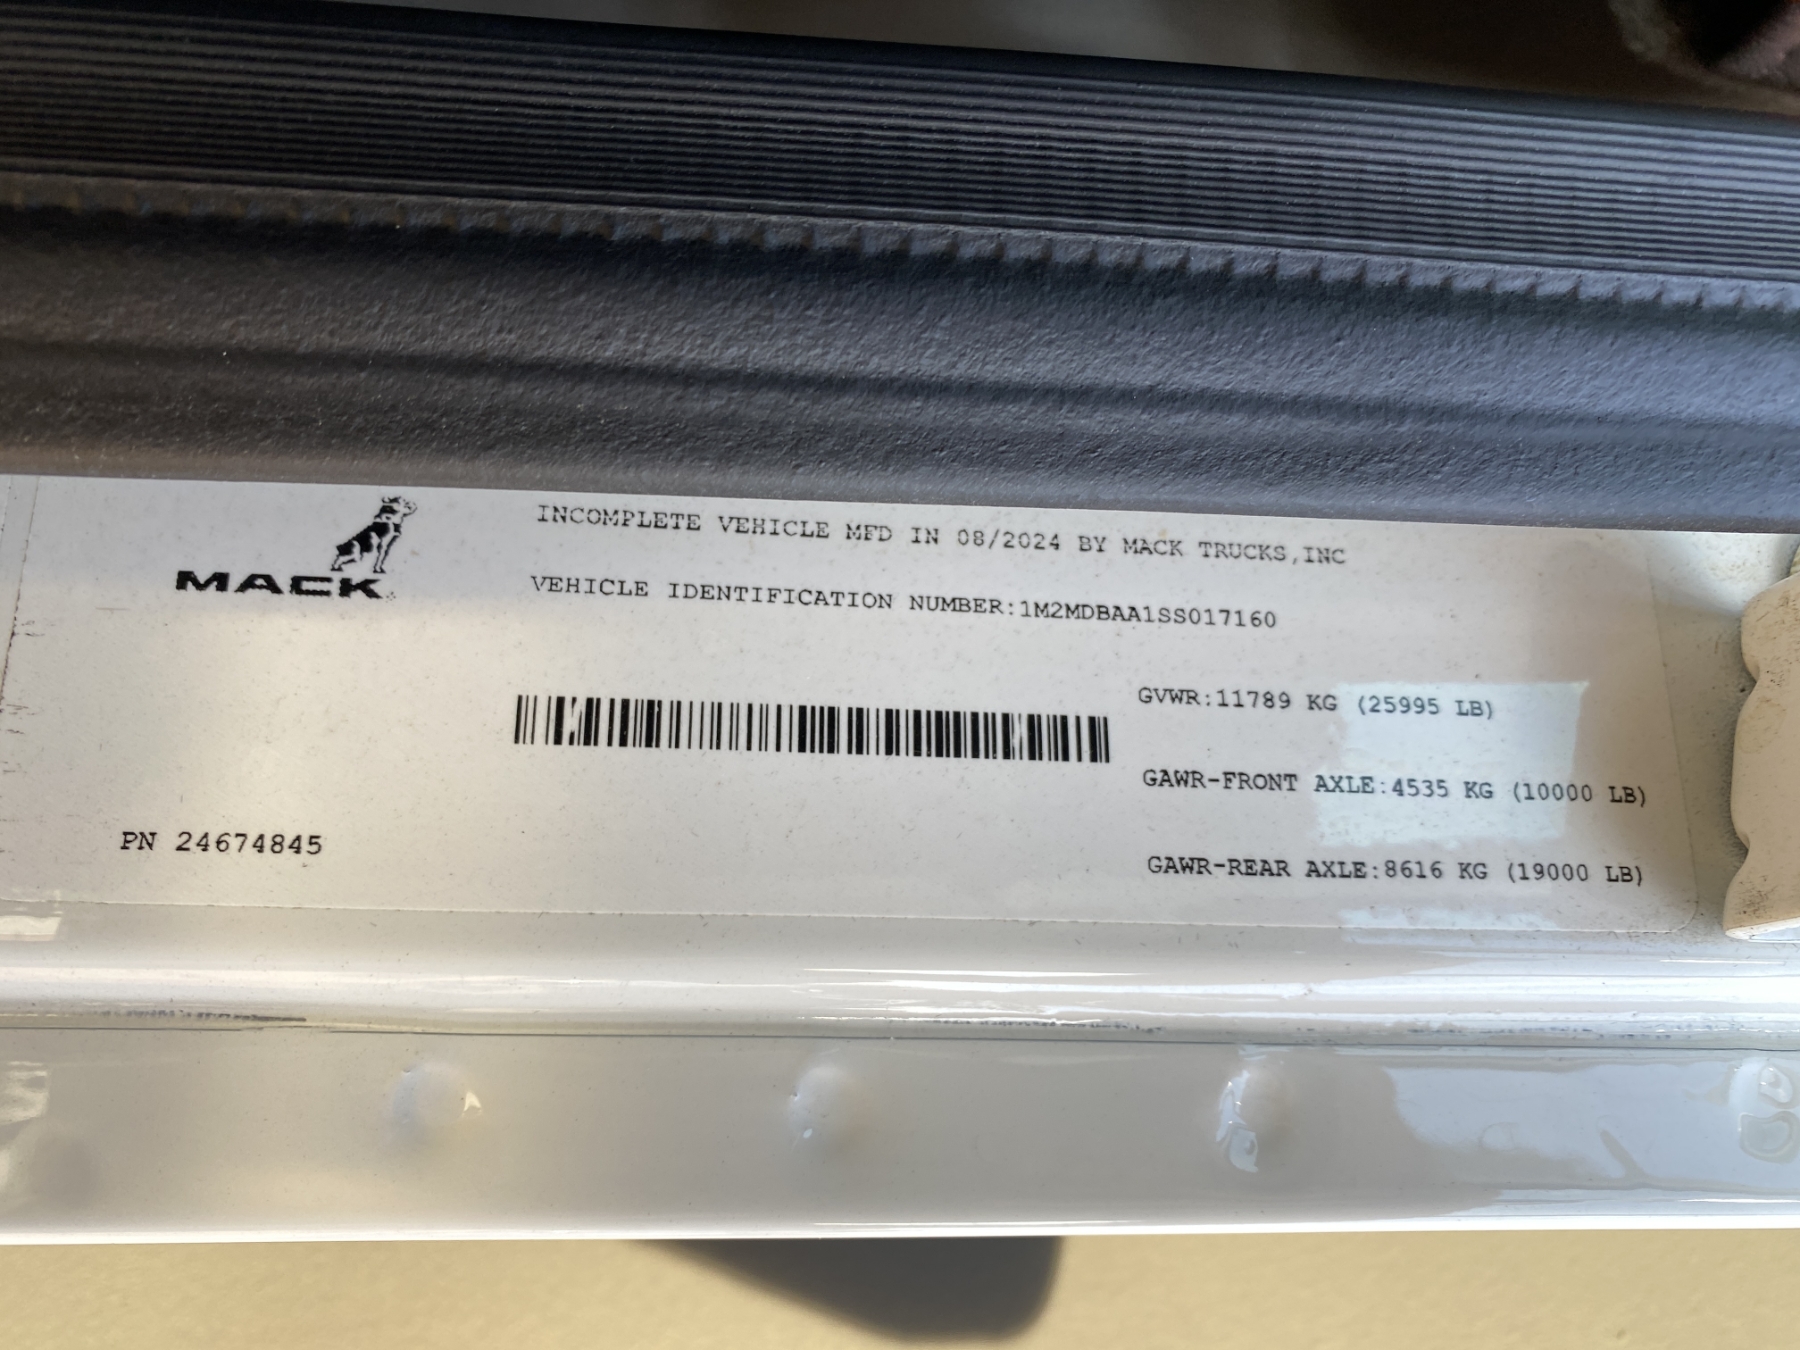 INCOMPLETE VEHICLE MFD IN 08/2024 BY MACK TRUCKS,INC
MACK
VEHICLE IDENTIFICATION NUMBER:1M2MDBAA1SS017160
GVWR:11789 KG (25995 LB)
GAWR-FRONT AXLE:4535 KG (10000 LB)
PN 24674845
GAWR-REAR AXLE:8616 KG (19000 LB)